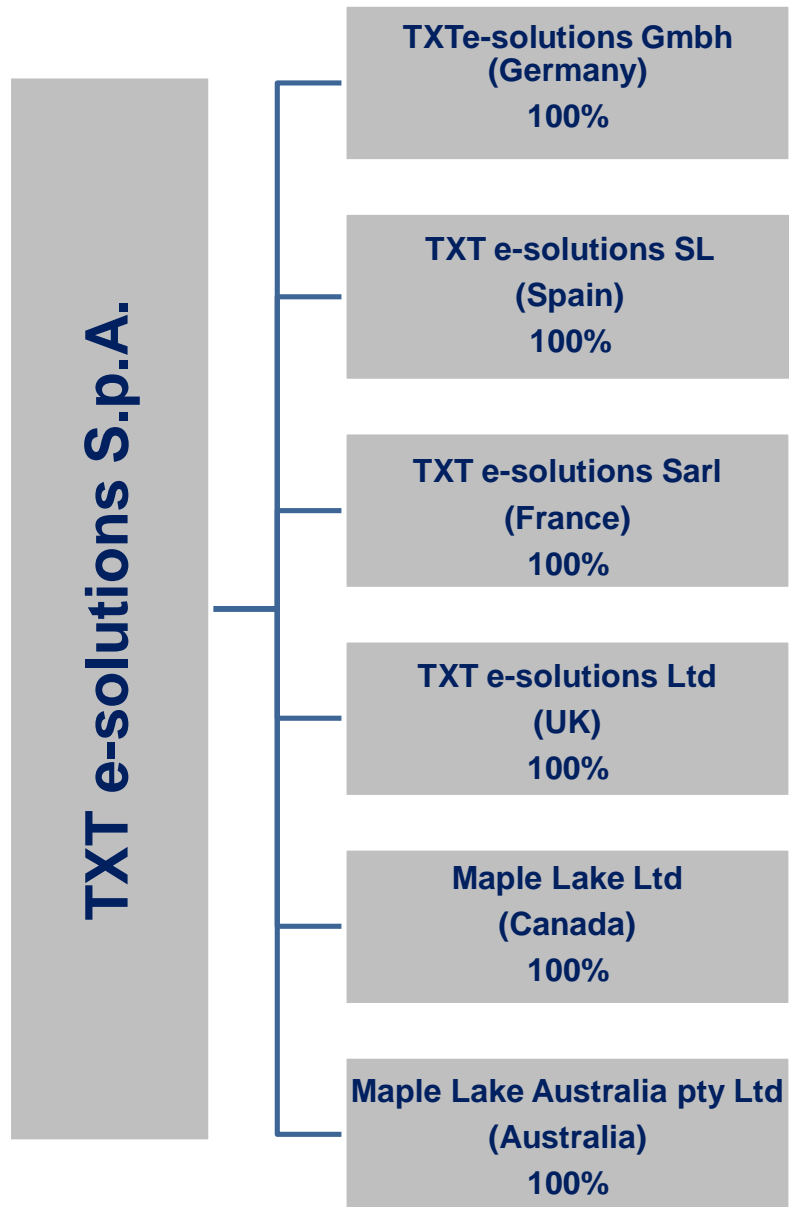 TXT e-solutions S.p.A.
TXTe-solutions Gmbh
(Germany)
100%
TXT e-solutions SL
(Spain)
100%
TXT e-solutions Sarl
(France)
100%
TXT e-solutions Ltd
(UK)
100%
Maple Lake Ltd
(Canada)
100%
Maple Lake Australia pty Ltd
(Australia)
100%